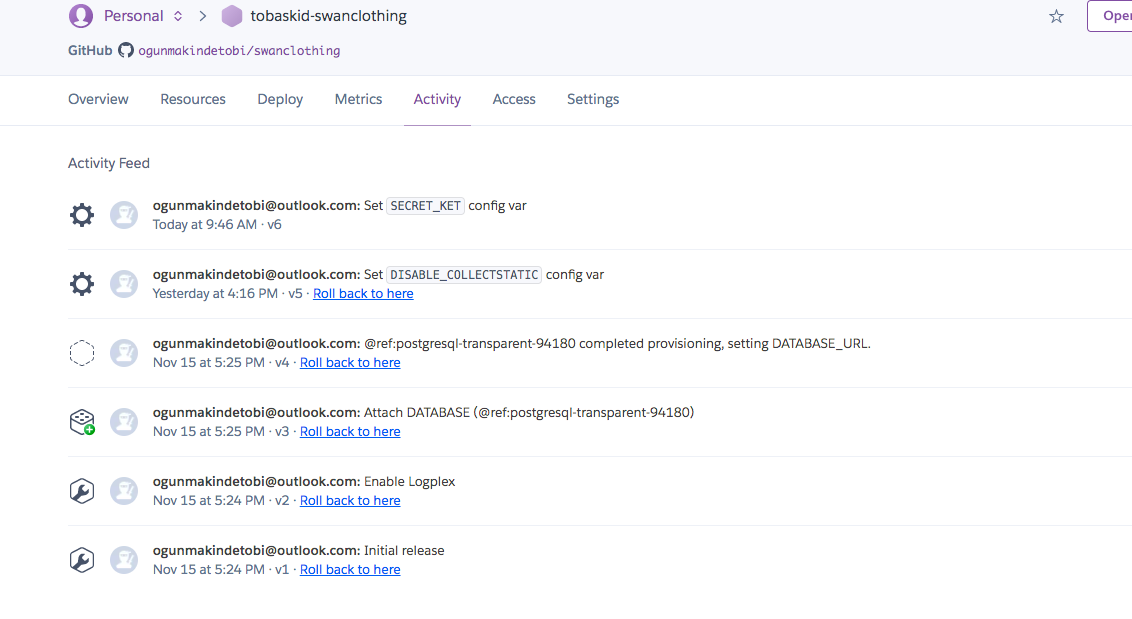 Personal > tobaskid-swanclothing
GitHub ogunmakindetobi/swanclothing
Overview Resources Deploy Metrics Activity Access Settings
Activity Feed
ogunmakindetobi@outlook.com: Set SECRET_KET config var
Today at 9:46 AM · v6
ogunmakindetobi@outlook.com: Set DISABLE_COLLECTSTATIC config var
Yesterday at 4:16 PM · v5 · Roll back to here
ogunmakindetobi@outlook.com: @ref:postgresql-transparent-94180 completed provisioning, setting DATABASE_URL.
Nov 15 at 5:25 PM · v4 · Roll back to here
ogunmakindetobi@outlook.com: Attach DATABASE (@ref:postgresql-transparent-94180)
Nov 15 at 5:25 PM · v3 · Roll back to here
ogunmakindetobi@outlook.com: Enable Logplex
Nov 15 at 5:24 PM · v2 · Roll back to here
ogunmakindetobi@outlook.com: Initial release
Nov 15 at 5:24 PM · v1 · Roll back to here